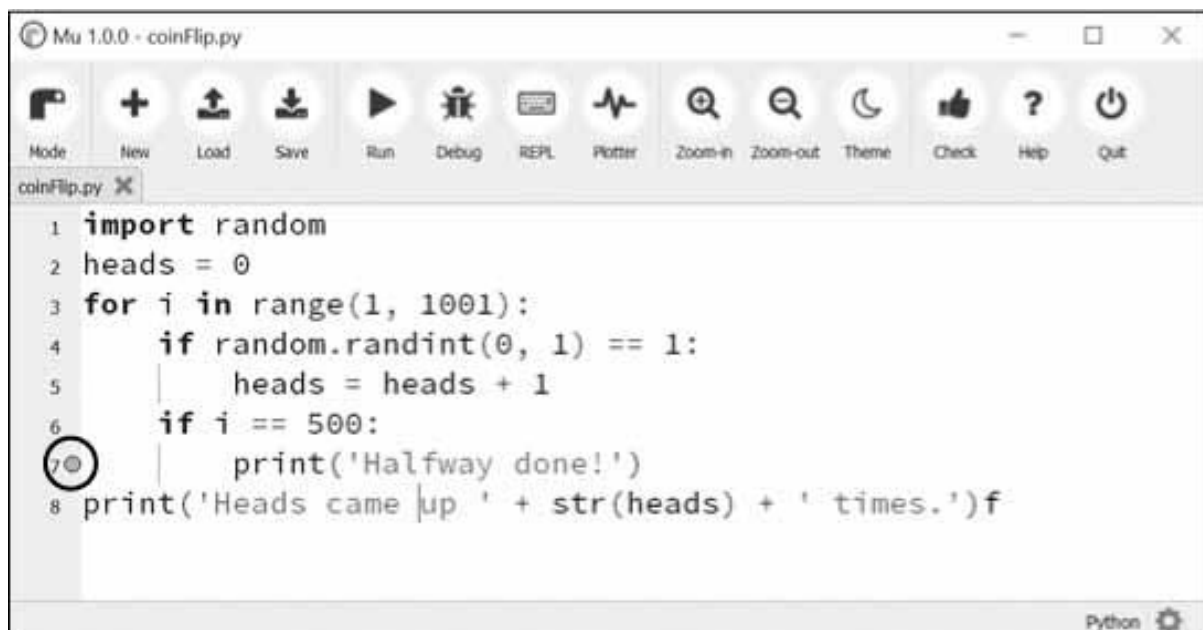 Mu 1.0.0 - coinFlip.py
Mode New Load Save Run Debug REPL Plotter Zoom-in Zoom-out Theme Check Help Quit
coinFlip.py
1 import random
2 heads = 0
3 for i in range(1, 1001):
4     if random.randint(0, 1) == 1:
5         heads = heads + 1
6     if i == 500:
7         print('Halfway done!')
8 print('Heads came up ' + str(heads) + ' times.')f
Python